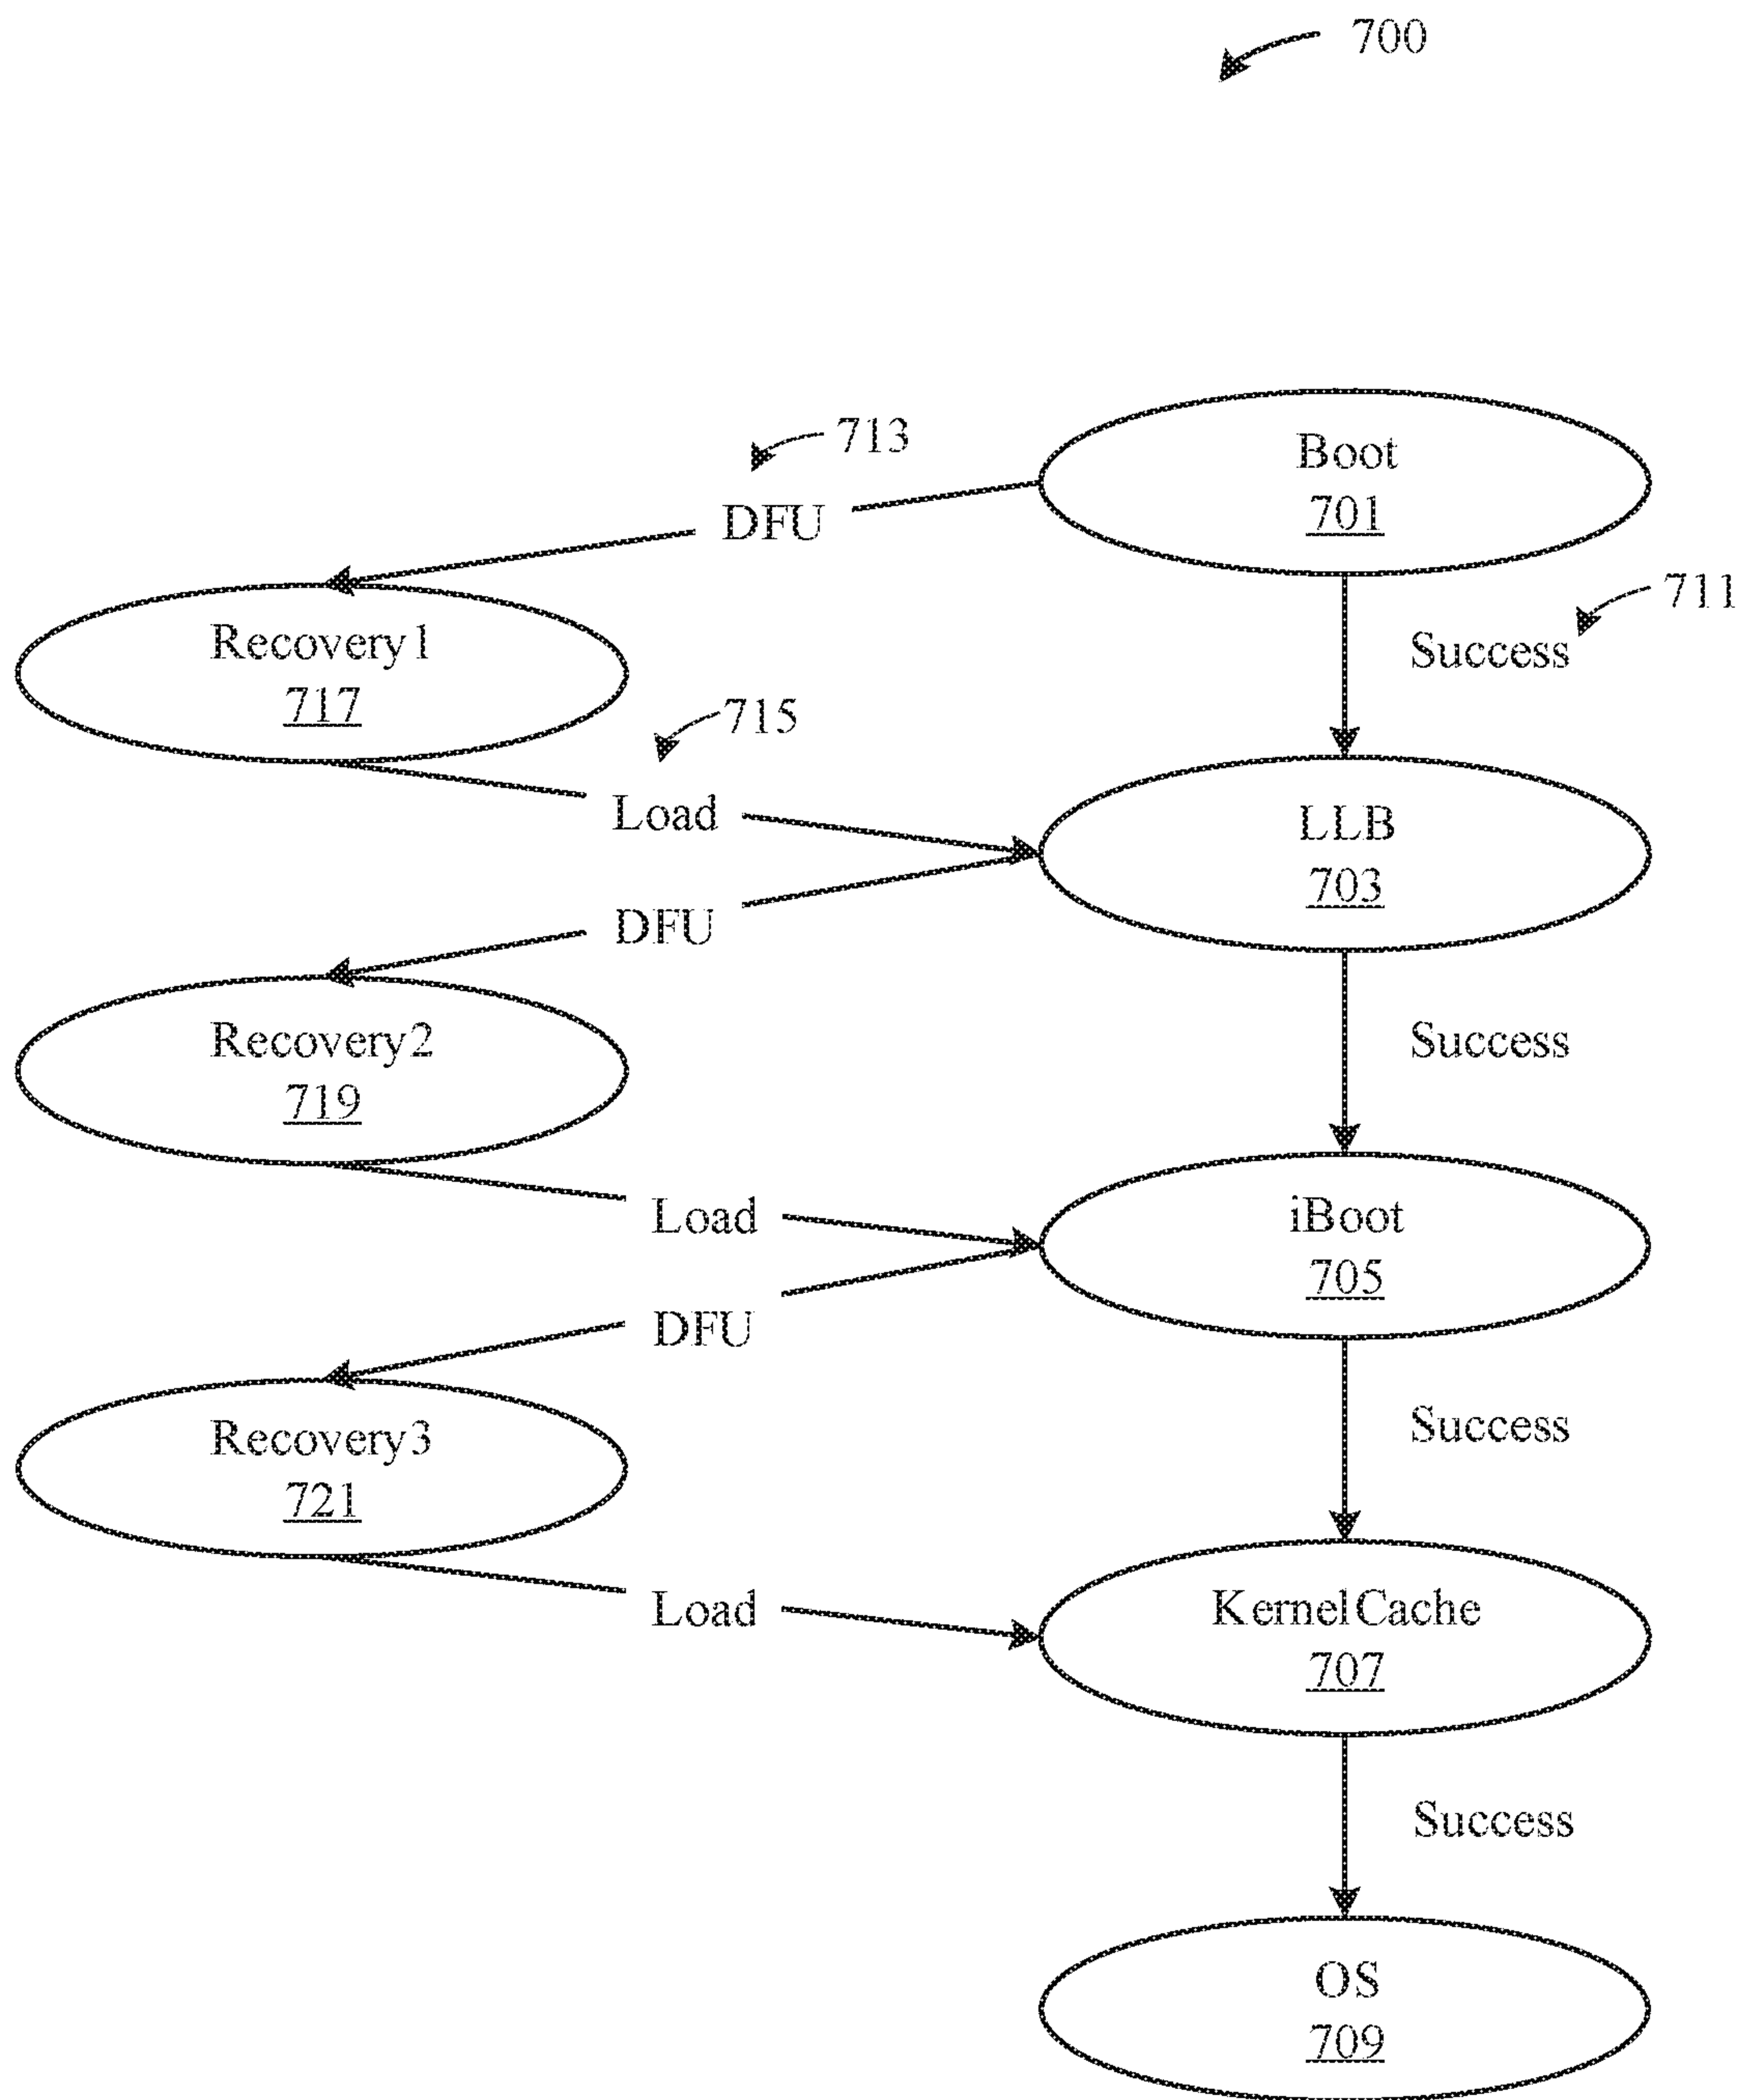 700
Boot
701
713
DFU
711
Success
Recovery1
717
715
Load
LLB
703
DFU
Success
Recovery2
719
iBoot
705
Load
DFU
Success
Recovery3
721
KernelCache
707
Load
Success
OS
709